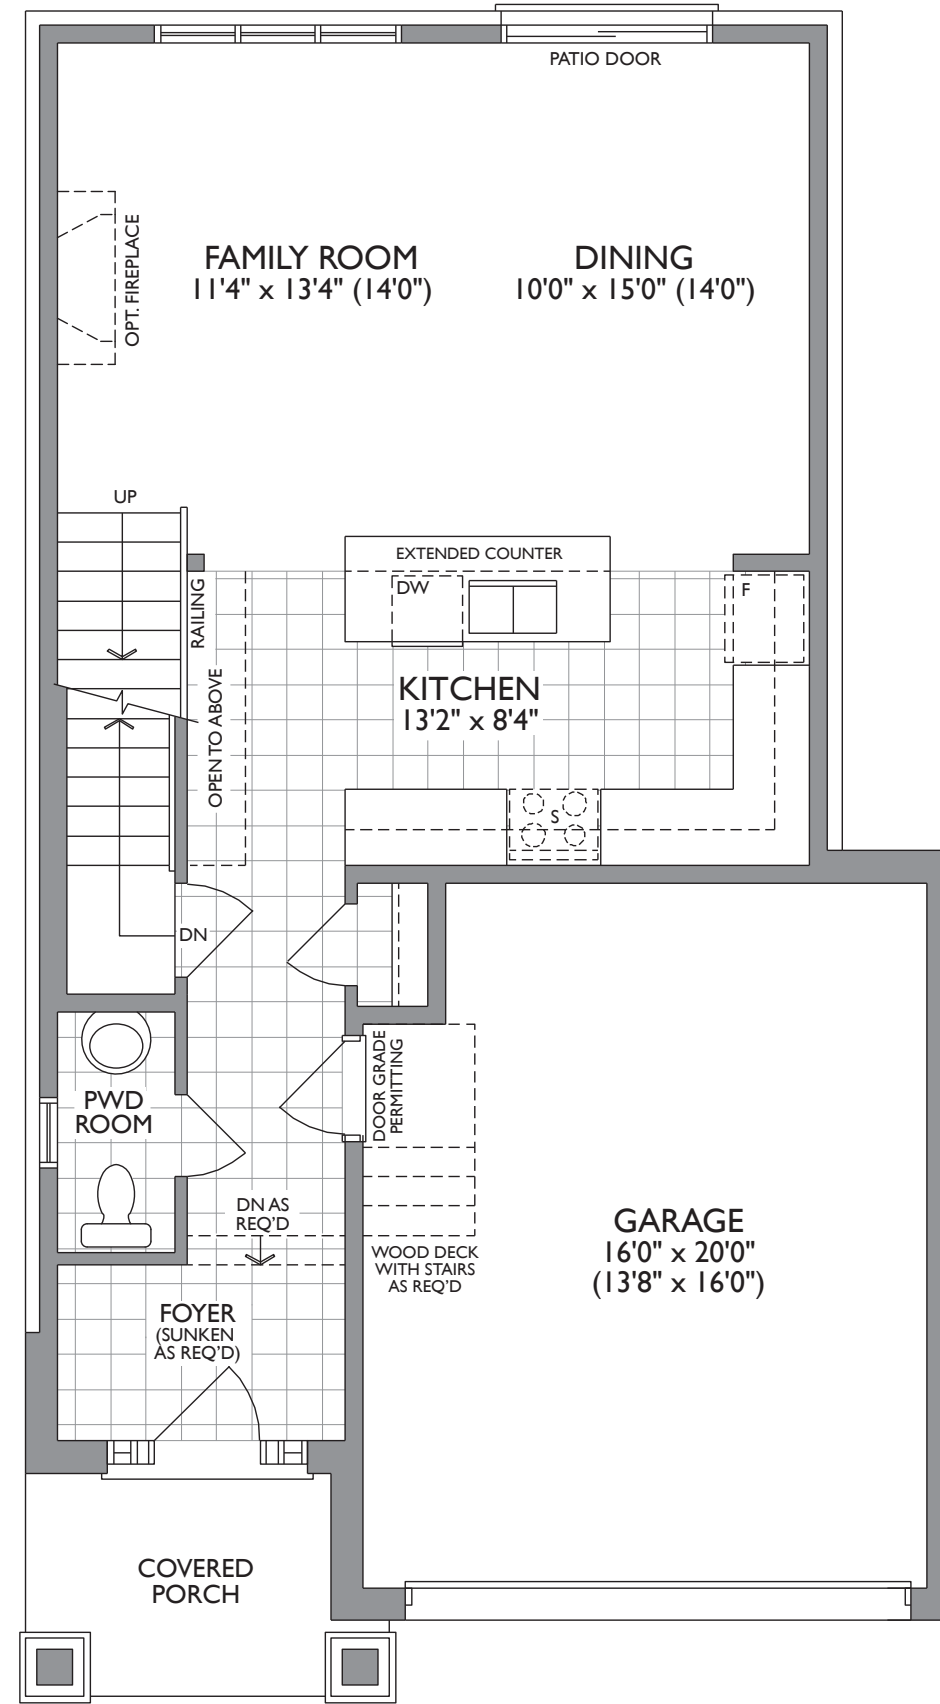 PATIO DOOR
OPT. FIREPLACE
FAMILY ROOM
11'4" x 13'4" (14'0")
DINING
10'0" x 15'0" (14'0")
UP
RAILING
OPEN TO ABOVE
EXTENDED COUNTER
DW
F
KITCHEN
13'2" x 8'4"
S
DN
DOOR GRADE
PERMITTING
PWD
ROOM
DN AS
REQ'D
WOOD DECK
WITH STAIRS
AS REQ'D
GARAGE
16'0" x 20'0"
(13'8" x 16'0")
FOYER
(SUNKEN
AS REQ'D)
COVERED
PORCH